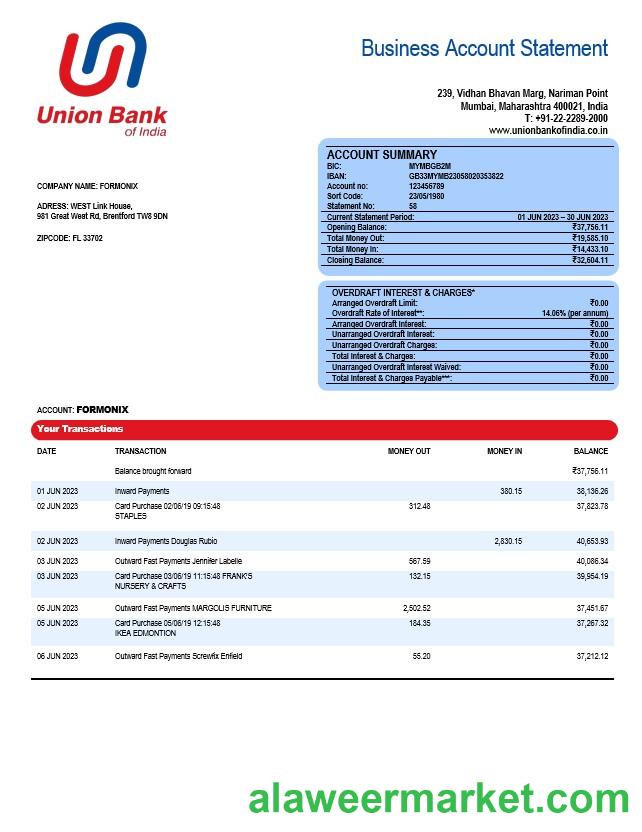 Union Bank
of India
Business Account Statement
239, Vidhan Bhavan Marg, Nariman Point
Mumbai, Maharashtra 400021, India
T: +91-22-2289-2000
www.unionbankofindia.co.in
COMPANY NAME: FORMONIX
ADRESS: WEST Link House,
981 Great West Rd, Brentford TW8 9DN
ZIPCODE: FL 33702
ACCOUNT SUMMARY
BIC: MYMBGB2M
IBAN: GB33MYMB23058020353822
Account no: 123456789
Sort Code: 23/05/1980
Statement No: 58
Current Statement Period: 01 JUN 2023 – 30 JUN 2023
Opening Balance: ₹37,756.11
Total Money Out: ₹19,585.10
Total Money In: ₹14,433.10
Closing Balance: ₹32,604.11
OVERDRAFT INTEREST & CHARGES*
Arranged Overdraft Limit: ₹0.00
Overdraft Rate of Interest**: 14.06% (per annum)
Arranged Overdraft Interest: ₹0.00
Unarranged Overdraft Interest: ₹0.00
Unarranged Overdraft Charges: ₹0.00
Total Interest & Charges: ₹0.00
Unarranged Overdraft Interest Waived: ₹0.00
Total Interest & Charges Payable***: ₹0.00
ACCOUNT: FORMONIX
Your Transactions
DATE TRANSACTION MONEY OUT MONEY IN BALANCE
Balance brought forward ₹37,756.11
01 JUN 2023 Inward Payments 380.15 38,136.26
02 JUN 2023 Card Purchase 02/06/19 09:15:48 312.48 37,823.78
STAPLES
02 JUN 2023 Inward Payments Douglas Rubio 2,830.15 40,653.93
03 JUN 2023 Outward Fast Payments Jennifer Labelle 567.59 40,086.34
03 JUN 2023 Card Purchase 03/06/19 11:15:48 FRANK'S 132.15 39,954.19
NURSERY & CRAFTS
05 JUN 2023 Outward Fast Payments MARGOLIS FURNITURE 2,502.52 37,451.67
05 JUN 2023 Card Purchase 05/06/19 12:15:48 184.35 37,267.32
IKEA EDMONTION
06 JUN 2023 Outward Fast Payments Screwfix Enfield 55.20 37,212.12
alaweermarket.com